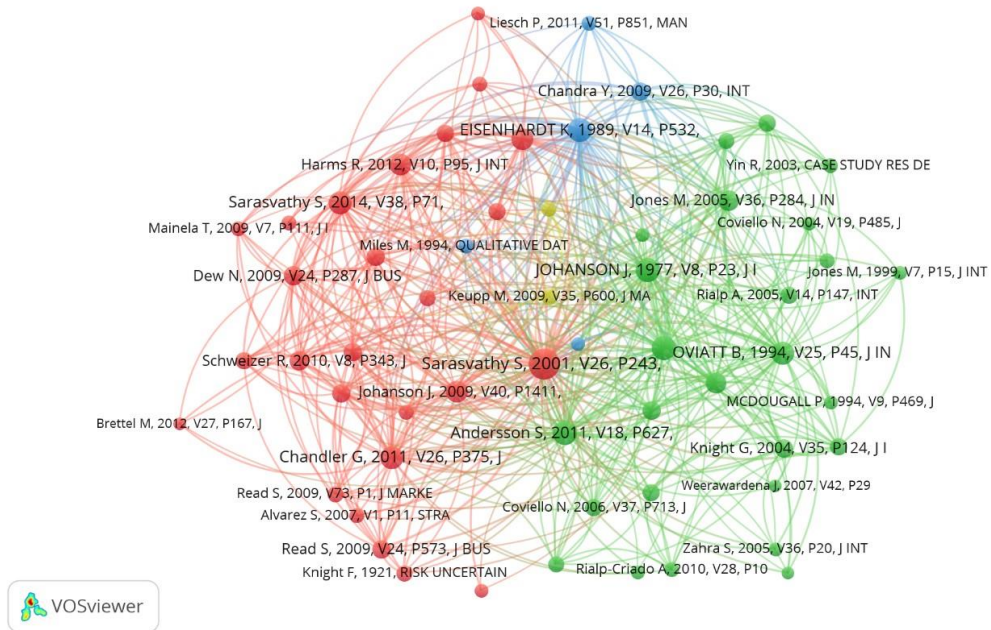 Liesch P, 2011, V51, P851, MAN
Chandra Y, 2009, V26, P30, INT
EISENHARDT K, 1989, V14, P532,
Harms R, 2012, V10, P95, J INT
Yin R, 2003, CASE STUDY RES DE
Sarasvathy S, 2014, V38, P71,
Jones M, 2005, V36, P284, J IN
Mainela T, 2009, V7, P111, J I
Coviello N, 2004, V19, P485, J
Miles M, 1994, QUALITATIVE DAT
Dew N, 2009, V24, P287, J BUS
JOHANSON J, 1977, V8, P23, J I
Jones M, 1999, V7, P15, J INT
Keupp M, 2009, V35, P600, J MA
Rialp A, 2005, V14, P147, INT
Schweizer R, 2010, V8, P343, J
Sarasvathy S, 2001, V26, P243,
OVIATT B, 1994, V25, P45, J IN
Johanson J, 2009, V40, P1411,
MCDOUGALL P, 1994, V9, P469, J
Brettel M, 2012, V27, P167, J
Andersson S, 2011, V18, P627,
Knight G, 2004, V35, P124, J I
Chandler G, 2011, V26, P375, J
Weerawardena J, 2007, V42, P29
Read S, 2009, V73, P1, J MARKE
Coviello N, 2006, V37, P713, J
Alvarez S, 2007, V1, P11, STRA
Read S, 2009, V24, P573, J BUS
Zahra S, 2005, V36, P20, J INT
Knight F, 1921, RISK UNCERTAIN
Rialp-Criado A, 2010, V28, P10
VOSviewer